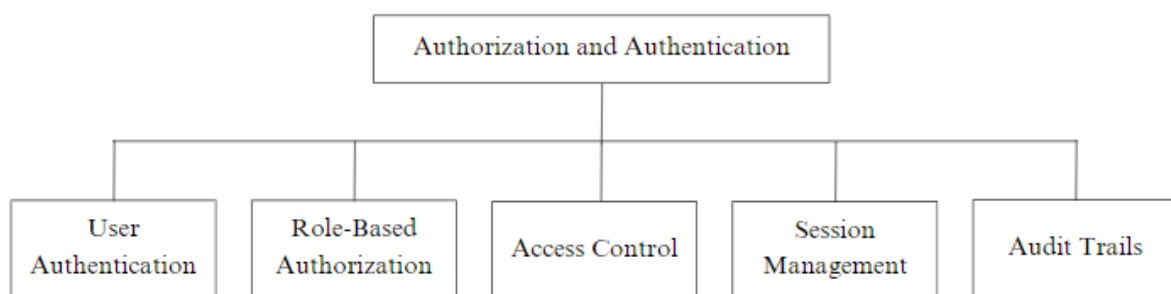 Authorization and Authentication
User
Authentication
Role-Based
Authorization
Access Control
Session
Management
Audit Trails